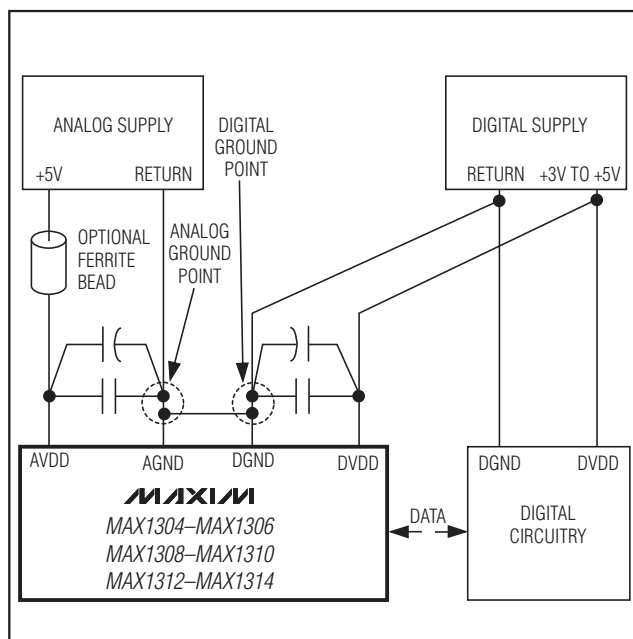 ANALOG SUPPLY
+5V
RETURN
DIGITAL
GROUND
POINT
DIGITAL SUPPLY
RETURN
+3V TO +5V
OPTIONAL
FERRITE
BEAD
ANALOG
GROUND
POINT
AVDD
AGND
DGND
DVDD
MAXIM
MAX1304–MAX1306
MAX1308–MAX1310
MAX1312–MAX1314
DATA
DGND
DVDD
DIGITAL
CIRCUITRY